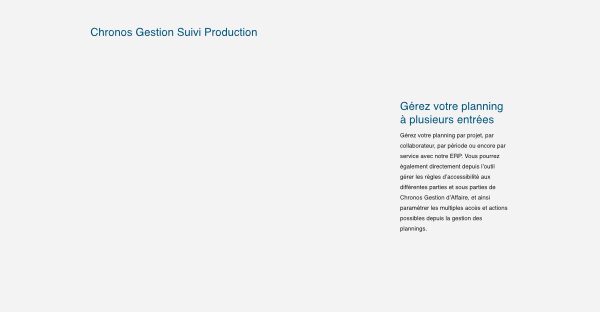 Chronos Gestion Suivi Production
Gérez votre planning
à plusieurs entrées
Gérez votre planning par projet, par
collaborateur, par période ou encore par
service avec notre ERP. Vous pourrez
également directement depuis l'outil
gérer les règles d'accessibilité aux
différentes parties et sous parties de
Chronos Gestion d'Affaire, et ainsi
paramétrer les multiples accès et actions
possibles depuis la gestion des
plannings.